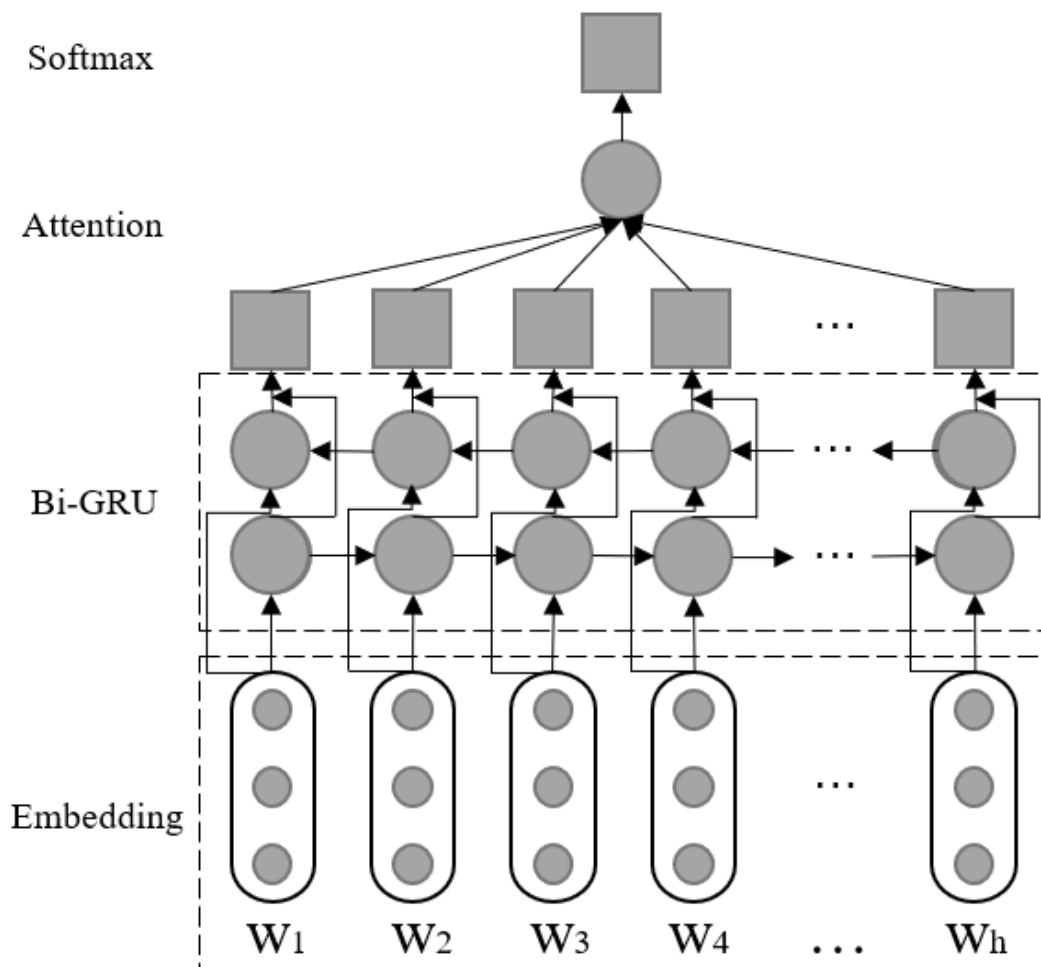 Softmax
Attention
...
Bi-GRU
...
...
Embedding
...
W1 W2 W3 W4 ... Wh